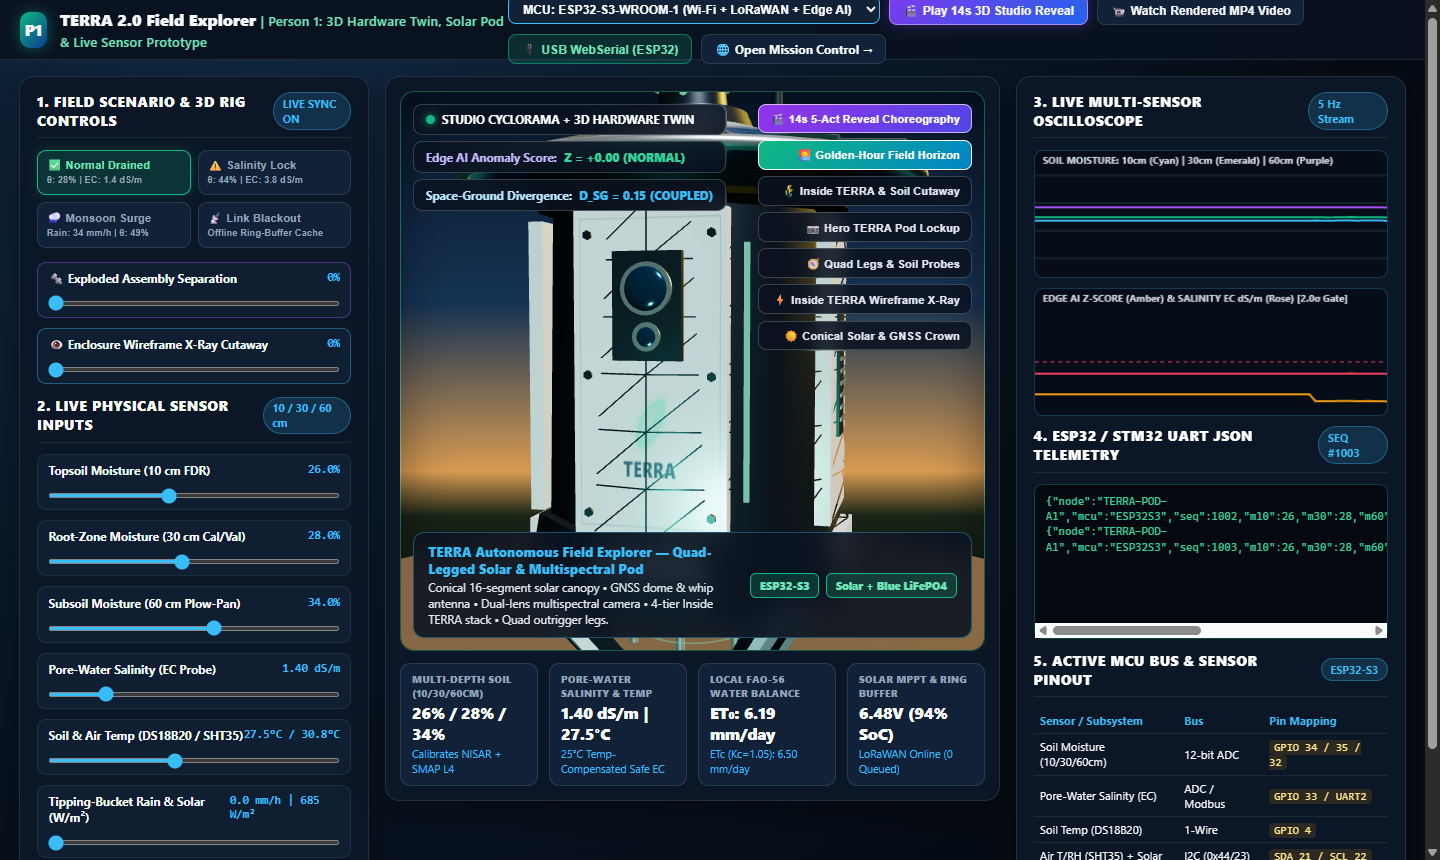 P1
TERRA 2.0 Field Explorer | Person 1: 3D Hardware Twin, Solar Pod
& Live Sensor Prototype
MCU: ESP32-S3-WROOM-1 (Wi-Fi + LoRaWAN + Edge AI)
Play 14s 3D Studio Reveal
Watch Rendered MP4 Video
USB WebSerial (ESP32)
Open Mission Control →
1. FIELD SCENARIO & 3D RIG
CONTROLS
LIVE SYNC
ON
Normal Drained
θ: 28% | EC: 1.4 dS/m
Salinity Lock
θ: 44% | EC: 3.8 dS/m
Monsoon Surge
Rain: 34 mm/h | θ: 49%
Link Blackout
Offline Ring-Buffer Cache
Exploded Assembly Separation
0%
Enclosure Wireframe X-Ray Cutaway
0%
2. LIVE PHYSICAL SENSOR
INPUTS
10 / 30 / 60
cm
Topsoil Moisture (10 cm FDR)
26.0%
Root-Zone Moisture (30 cm Cal/Val)
28.0%
Subsoil Moisture (60 cm Plow-Pan)
34.0%
Pore-Water Salinity (EC Probe)
1.40 dS/m
Soil & Air Temp (DS18B20 / SHT35)
27.5°C / 30.8°C
Tipping-Bucket Rain & Solar
(W/m²)
0.0 mm/h | 685
W/m²
STUDIO CYCLORAMA + 3D HARDWARE TWIN
Edge AI Anomaly Score: Z = +0.00 (NORMAL)
Space-Ground Divergence: D_SG = 0.15 (COUPLED)
14s 5-Act Reveal Choreography
Golden-Hour Field Horizon
Inside TERRA & Soil Cutaway
Hero TERRA Pod Lockup
Quad Legs & Soil Probes
Inside TERRA Wireframe X-Ray
Conical Solar & GNSS Crown
TERRA
TERRA Autonomous Field Explorer — Quad-
Legged Solar & Multispectral Pod
Conical 16-segment solar canopy • GNSS dome & whip
antenna • Dual-lens multispectral camera • 4-tier Inside
TERRA stack • Quad outrigger legs.
ESP32-S3
Solar + Blue LiFePO4
MULTI-DEPTH SOIL
(10/30/60CM)
26% / 28% /
34%
Calibrates NISAR +
SMAP L4
PORE-WATER
SALINITY & TEMP
1.40 dS/m |
27.5°C
25°C Temp-
Compensated Safe EC
LOCAL FAO-56
WATER BALANCE
ET₀: 6.19
mm/day
ETc (Kc=1.05): 6.50
mm/day
SOLAR MPPT & RING
BUFFER
6.48V (94%
SoC)
LoRaWAN Online (0
Queued)
3. LIVE MULTI-SENSOR
OSCILLOSCOPE
5 Hz
Stream
SOIL MOISTURE: 10cm (Cyan) | 30cm (Emerald) | 60cm (Purple)
EDGE AI Z-SCORE (Amber) & SALINITY EC dS/m (Rose) [2.0σ Gate]
4. ESP32 / STM32 UART JSON
TELEMETRY
SEQ
#1003
{"node":"TERRA-POD-
A1","mcu":"ESP32S3","seq":1002,"m10":26,"m30":28,"m60"
{"node":"TERRA-POD-
A1","mcu":"ESP32S3","seq":1003,"m10":26,"m30":28,"m60"
5. ACTIVE MCU BUS & SENSOR
PINOUT
ESP32-S3
Sensor / Subsystem
Bus
Pin Mapping
Soil Moisture
(10/30/60cm)
12-bit ADC
GPIO 34 / 35 /
32
Pore-Water Salinity (EC)
ADC /
Modbus
GPIO 33 / UART2
Soil Temp (DS18B20)
1-Wire
GPIO 4
Air T/RH (SHT35) + Solar
I2C (0x44/23)
SDA 21 / SCL 22